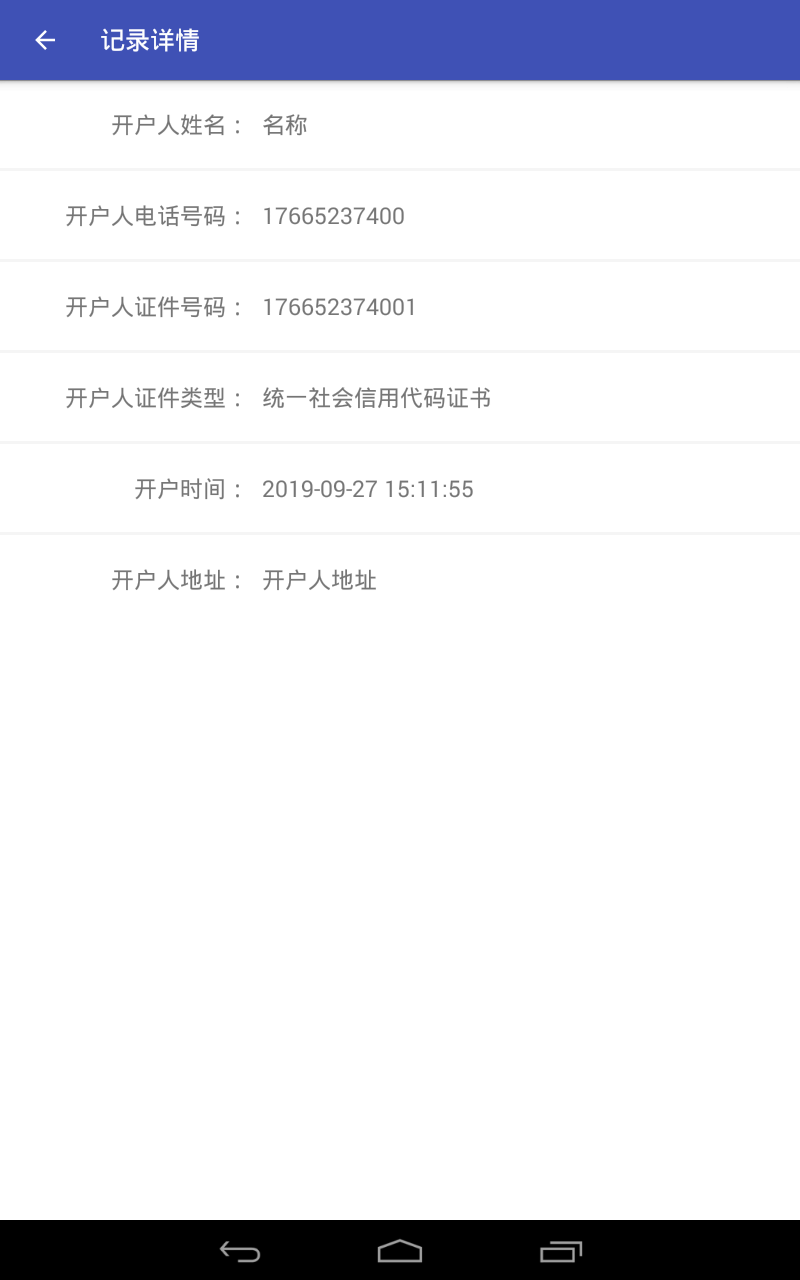 记录详情
开户人姓名： 名称
开户人电话号码： 17665237400
开户人证件号码： 176652374001
开户人证件类型： 统一社会信用代码证书
开户时间： 2019-09-27 15:11:55
开户人地址： 开户人地址